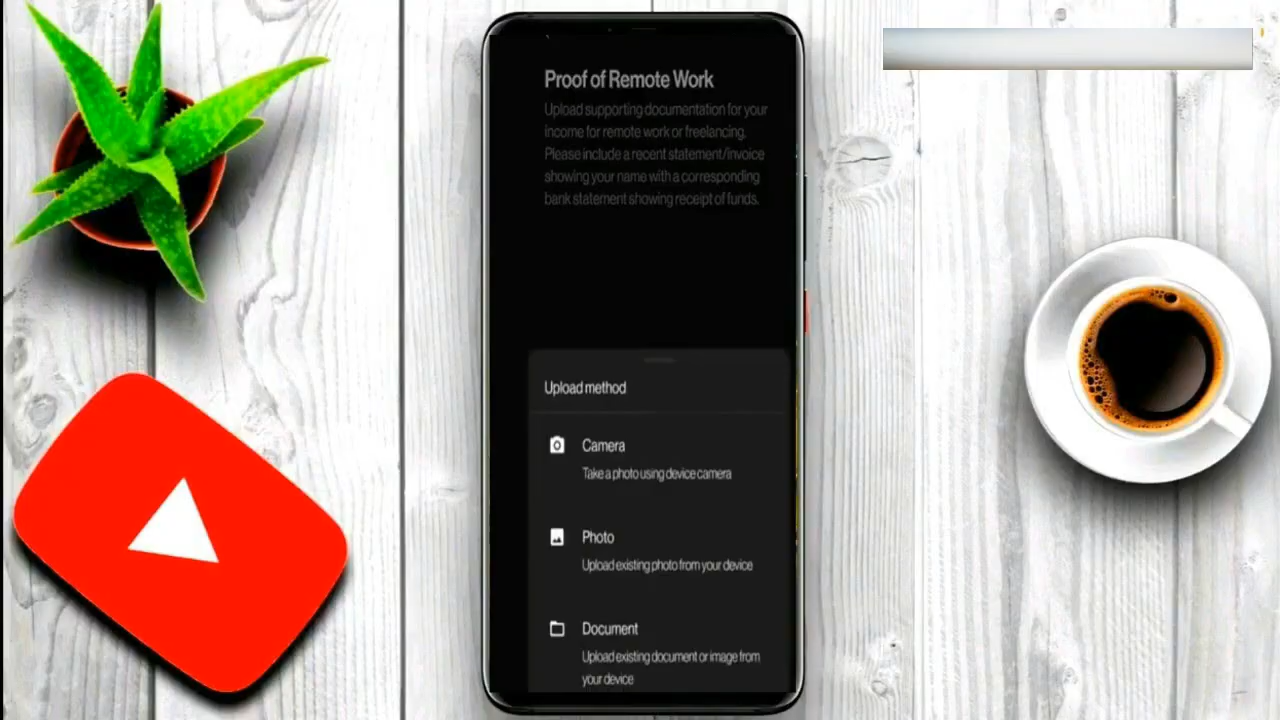 Proof of Remote Work
Upload supporting documentation for your
income for remote work or freelancing.
Please include a recent statement/invoice
showing your name with a corresponding
bank statement showing receipt of funds.
Upload method
Camera
Take a photo using device camera
Photo
Upload existing photo from your device
Document
Upload existing document or image from
your device